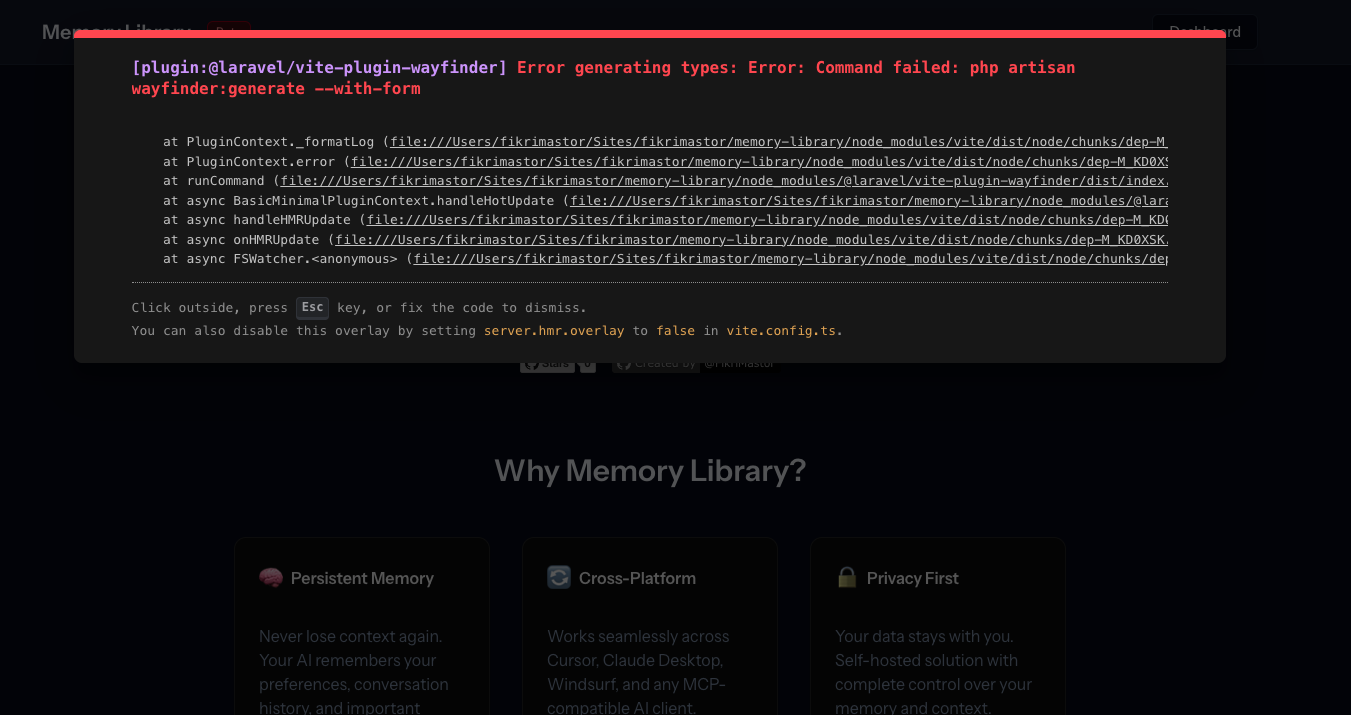 Memory Library Beta Dashboard
[plugin:@laravel/vite-plugin-wayfinder] Error generating types: Error: Command failed: php artisan
wayfinder:generate --with-form
at PluginContext._formatLog (file:///Users/fikrimastor/Sites/fikrimastor/memory-library/node_modules/vite/dist/node/chunks/dep-M_
at PluginContext.error (file:///Users/fikrimastor/Sites/fikrimastor/memory-library/node_modules/vite/dist/node/chunks/dep-M_KD0XS
at runCommand (file:///Users/fikrimastor/Sites/fikrimastor/memory-library/node_modules/@laravel/vite-plugin-wayfinder/dist/index.
at async BasicMinimalPluginContext.handleHotUpdate (file:///Users/fikrimastor/Sites/fikrimastor/memory-library/node_modules/@lara
at async handleHMRUpdate (file:///Users/fikrimastor/Sites/fikrimastor/memory-library/node_modules/vite/dist/node/chunks/dep-M_KD0
at async onHMRUpdate (file:///Users/fikrimastor/Sites/fikrimastor/memory-library/node_modules/vite/dist/node/chunks/dep-M_KD0XSK.
at async FSWatcher.<anonymous> (file:///Users/fikrimastor/Sites/fikrimastor/memory-library/node_modules/vite/dist/node/chunks/dep
Click outside, press Esc key, or fix the code to dismiss.
You can also disable this overlay by setting server.hmr.overlay to false in vite.config.ts.
Stars Created by @FikriMastor
Why Memory Library?
Persistent Memory
Never lose context again.
Your AI remembers your
preferences, conversation
history, and important
Cross-Platform
Works seamlessly across
Cursor, Claude Desktop,
Windsurf, and any MCP-
compatible AI client.
Privacy First
Your data stays with you.
Self-hosted solution with
complete control over your
memory and context.